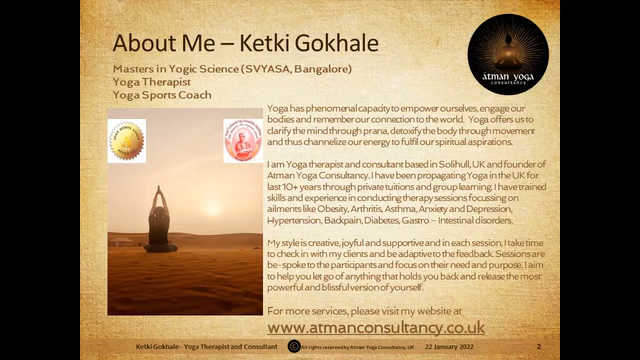 About Me – Ketki Gokhale
Masters in Yogic Science (SVYASA, Bangalore)
Yoga Therapist
Yoga Sports Coach
ātman yoga
consultancy
Yoga has phenomenal capacity to empower ourselves, engage our
bodies and remember our connection to the world. Yoga offers us to
clarify the mind through prana, detoxify the body through movement
and thus channelize our energy to fulfil our spiritual aspirations.
I am Yoga therapist and consultant based in Solihull, UK and founder of
Atman Yoga Consultancy. I have been propagating Yoga in the UK for
last 10+ years through private tuitions and group learning. I have trained
skills and experience in conducting therapy sessions focussing on
ailments like Obesity, Arthritis, Asthma, Anxiety and Depression,
Hypertension, Backpain, Diabetes, Gastro – Intestinal disorders.
My style is creative, joyful and supportive and in each session, I take time
to check in with my clients and be adaptive to the feedback. Sessions are
be-spoke to the participants and focus on their need and purpose. I aim
to help you let go of anything that holds you back and release the most
powerful and blissful version of yourself.
For more services, please visit my website at
www.atmanconsultancy.co.uk
Ketki Gokhale - Yoga Therapist and Consultant
© All rights reserved by Atman Yoga Consultancy, UK
22 January 2022
2